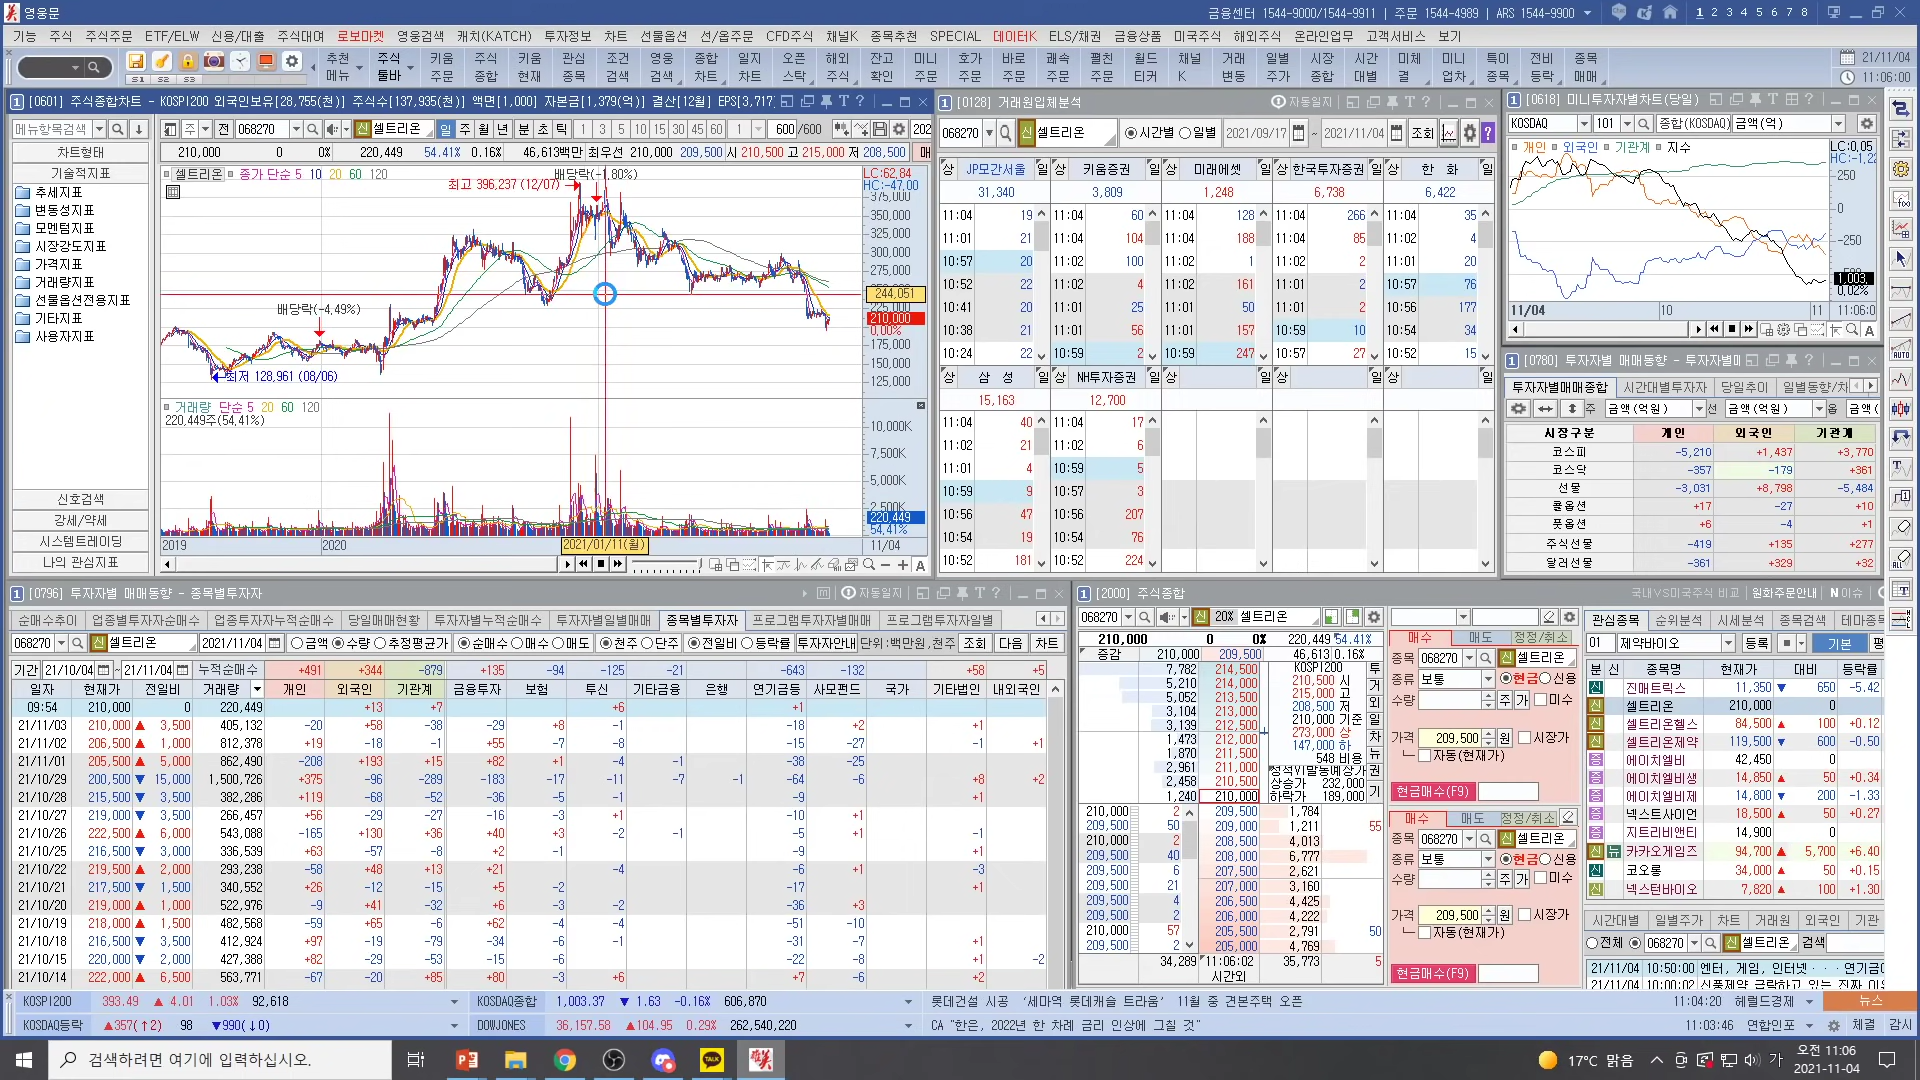 영웅문
금융센터 1544-9000/1544-9911 | 주문 1544-4989 | ARS 1544-9900
1 2 3 4 5 6 7 8
기능 주식 주식주문 ETF/ELW 신용/대출 주식대여 로보마켓 영웅검색 캐치(KATCH) 투자정보 차트 선물옵션 선/옵주문 CFD주식 채널K 종목추천 SPECIAL 데이터K ELS/채권 금융상품 미국주식 해외주식 온라인업무 고객서비스 보기
S1 S2 S3
추천 메뉴 주식 툴바 키움 주문 주식 종합 키움 현재 관심 종목 조건 검색 영웅 검색 종합 차트 일지 차트 오픈 스탁 해외 주식 잔고 확인 미니 주문 호가 주문 바로 주문 쾌속 주문 펼친 주문 월드 티커 채널 K 거래 변동 일별 주가 시장 종합 시간 대별 미체 결 미니 업차 특이 종목 전비 등락 종목 매매
21/11/04
11:06:00
[0601] 주식종합차트 - KOSPI200 외국인보유[28,755(천)] 주식수[137,935(천)] 액면[1,000] 자본금[1,379(억)] 결산[12월] EPS[3,717]
메뉴항목검색
주 전 068270 신 셀트리온 일 주 월 년 분 초 틱 1 3 5 10 15 30 45 60 1 600 /600 202
차트형태
기술적지표
추세지표
변동성지표
모멘텀지표
시장강도지표
가격지표
거래량지표
선물옵션전용지표
기타지표
사용자지표
신호검색
강세/약세
시스템트레이딩
나의 관심지표
210,000 0 0% 220,449 54.41% 0.16% 46,613백만 최우선 210,000 209,500 시 210,500 고 215,000 저 208,500 매
셀트리온 종가 단순 5 10 20 60 120
배당락(-1.80%)
최고 396,237 (12/07)
배당락(-4.49%)
최저 128,961 (08/06)
LC:62,84
HC:-47,00
375,000
350,000
325,000
300,000
275,000
244,051
225,000
210,000
0.00%
175,000
150,000
125,000
거래량 단순 5 20 60 120
220,449주(54.41%)
10,000K
7,500K
5,000K
2,500K
220,449
54.41%
2019 2020 2021/01/11(월) 11/04
[0128] 거래원입체분석
자동일지
068270 신 셀트리온 시간별 일별 2021/09/17 ~ 2021/11/04 조회
상 JP모간서울 일 상 키움증권 일 상 미래에셋 일 상 한국투자증권 일 상 한 화 일
31,340 3,809 1,248 6,738 6,422
11:04 19 11:04 60 11:04 128 11:04 266 11:04 35
11:01 21 11:04 104 11:04 188 11:04 85 11:02 4
10:57 20 11:02 100 11:02 1 11:02 2 11:01 20
10:52 22 11:02 4 11:02 161 11:01 2 10:57 76
10:41 20 11:01 25 11:01 50 11:01 2 10:56 177
10:38 21 11:01 56 11:01 157 10:59 10 10:54 34
10:24 22 10:59 2 10:59 247 10:57 27 10:52 15
상 삼 성 일 상 NH투자증권 일 상 일 상 일 상 일
15,163 12,700
11:04 40 11:04 17
11:02 21 11:02 6
11:01 4 10:59 5
10:59 9 10:57 3
10:56 47 10:56 207
10:54 19 10:54 76
10:52 181 10:52 224
[0618] 미니투자자별차트(당일)
KOSDAQ 101 종합(KOSDAQ) 금액(억)
개인 외국인 기관계 지수
LC:0,05
250
0
-250
1,003
0,02%
11/04 10 11 11:06:0
[0780] 투자자별 매매동향 - 투자자별매
투자자별매매종합 시간대별투자자 당일추이 일별동향/차
주 금액(억원) 선 금액(억원) 옵 금액(
시장구분 개인 외국인 기관계
코스피 -5,210 +1,437 +3,770
코스닥 -357 -179 +361
선물 -3,031 +8,798 -5,484
콜옵션 +17 -27 +10
풋옵션 +6 -4 +1
주식선물 -419 +135 +277
달러선물 -361 +329 +32
[0796] 투자자별 매매동향 - 종목별투자자
자동일지
순매수추이 업종별투자자순매수 업종투자자누적순매수 당일매매현황 투자자별누적순매수 투자자별일별매매 종목별투자자 프로그램투자자별매매 프로그램투자자일별
068270 신 셀트리온 2021/11/04 금액 수량 추정평균가 순매수 매수 매도 천주 단주 전일비 등락률 투자자안내 단위:백만원,천주 조회 다음 차트
기간 21/10/04 ~ 21/11/04 누적순매수 +491 +344 -879 +135 -94 -125 -21 -643 -132 +58 +5
일자 현재가 전일비 거래량 개인 외국인 기관계 금융투자 보험 투신 기타금융 은행 연기금등 사모펀드 국가 기타법인 내외국인
09:54 210,000 0 220,449 +13 +7 +6 +1
21/11/03 210,000 ▲ 3,500 405,132 -20 +58 -38 -29 +8 -1 -18 +2 +1
21/11/02 206,500 ▲ 1,000 812,378 +19 -18 -1 +55 -7 -8 -15 -27 -1 +1
21/11/01 205,500 ▲ 5,000 862,490 -208 +193 +15 +82 +1 -4 -1 -38 -25
21/10/29 200,500 ▼ 15,000 1,500,726 +375 -96 -289 -183 -17 -11 -7 -1 -64 -6 +8 +2
21/10/28 215,500 ▼ 3,500 382,286 +119 -68 -52 -36 -5 -1 -9 +1
21/10/27 219,000 ▼ 3,500 266,457 +56 -29 -27 -16 -3 +1 -10 +1
21/10/26 222,500 ▲ 6,000 543,088 -165 +130 +36 +40 +3 -2 -1 -5 +1 -1
21/10/25 216,500 ▼ 3,000 336,539 +63 -57 -8 +2 -1 -9 +1
21/10/22 219,500 ▲ 2,000 293,238 -58 +48 +13 +21 -4 -6 +1 -3
21/10/21 217,500 ▼ 1,500 340,552 +26 -12 -15 +5 -2 -17 +1
21/10/20 219,000 ▲ 1,000 522,976 -9 +41 -32 +6 -3 -2 -36 +3
21/10/19 218,000 ▲ 1,500 482,568 -59 +65 -6 +62 -4 -4 -51 -10
21/10/18 216,500 ▼ 3,500 412,924 +97 -19 -79 -34 -6 -1 -31 -7 +1
21/10/15 220,000 ▼ 2,000 427,388 +82 -29 -53 -15 -6 -22 -8 +1 -2
21/10/14 222,000 ▲ 6,500 563,771 -67 -20 +85 +80 -3 +6 +7 -6 +2
[2000] 주식종합
국내VS미국주식 비교 원화주문안내 N이슈
068270 신 20% 셀트리온
210,000 0 0% 220,449 54.41%
증감 210,000 209,500 46,613 0.16%
7,782 214,500 KOSPI200
5,210 214,000 210,500 시
5,052 213,500 215,000 고
3,104 213,000 208,500 저
3,139 212,500 210,000 기준
1,473 212,000 273,000 상
1,870 211,500 147,000 하
2,961 211,000 548 비용
2,458 210,500 상승가 232,000
1,240 210,000 하락가 189,000
투 거 외 일 차 뉴 권 기
210,000 2 209,500 1,784
209,500 50 209,000 1,211 55
210,000 2 208,500 4,013
209,500 40 208,000 6,777
209,500 6 207,500 2,621
209,500 21 207,000 3,160
209,500 4 206,500 4,425
209,500 2 206,000 4,222
210,000 57 205,500 2,791 50
209,500 2 205,000 4,769
34,289 11:06:02 35,773 5
시간외
매수 매도 정정/취소
종목 068270 신 셀트리온
종류 보통 현금 신용
수량 주 가 미수
가격 209,500 원 시장가
자동(현재가)
현금매수(F9)
매수 매도 정정/취소
종목 068270 신 셀트리온
종류 보통 현금 신용
수량 주 가 미수
가격 209,500 원 시장가
자동(현재가)
현금매수(F9)
관심종목 순위분석 시세분석 종목검색 테마종목
01 제약바이오 등록 기본
분 신 종목명 현재가 대비 등락률
신 진매트릭스 11,350 ▼ 650 -5.42
신 셀트리온 210,000 0
신 셀트리온헬스 84,500 ▲ 100 +0.12
신 셀트리온제약 119,500 ▼ 600 -0.50
증 에이치엘비 42,450 0
증 에이치엘비생 14,850 ▲ 50 +0.34
증 에이치엘비제 14,800 ▼ 200 -1.33
증 넥스트사이언 18,500 ▲ 50 +0.27
증 지트리비앤티 14,900 0
신 뉴 카카오게임즈 94,700 ▲ 5,700 +6.40
신 코오롱 34,000 ▲ 50 +0.15
신 넥스턴바이오 7,820 ▲ 100 +1.30
시간대별 일별주가 차트 거래원 외국인 기관
전체 068270 신 셀트리온 검색
21/11/04 10:50:00 엔터, 게임, 인터넷···연기금
21/11/04 10:00:02
KOSPI200 393.49 ▲ 4.01 1.03% 92,618 KOSDAQ종합 1,003.37 ▼ 1.63 -0.16% 606,870 롯데건설 시공 ‘세마역 롯데캐슬 트라움’ 11월 중 견본주택 오픈 11:04:20 헤럴드경제 뉴스
KOSDAQ등락 ▲357(↑2) 98 ▼990(↓0) DOWJONES 36,157.58 ▲104.95 0.29% 262,540,220 CA "한은, 2022년 한 차례 금리 인상에 그칠 것" 11:03:46 연합인포 체결 감시
검색하려면 여기에 입력하십시오.
TALK
17°C 맑음
가
오전 11:06
2021-11-04